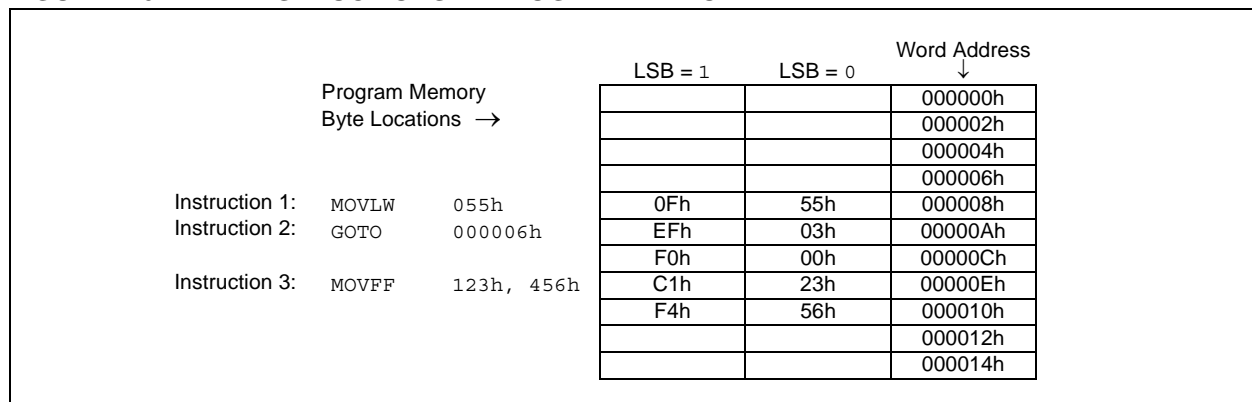 Word Address
LSB = 1 LSB = 0 ↓
Program Memory 000000h
Byte Locations → 000002h
000004h
000006h
Instruction 1: MOVLW 055h 0Fh 55h 000008h
Instruction 2: GOTO 000006h EFh 03h 00000Ah
F0h 00h 00000Ch
Instruction 3: MOVFF 123h, 456h C1h 23h 00000Eh
F4h 56h 000010h
000012h
000014h